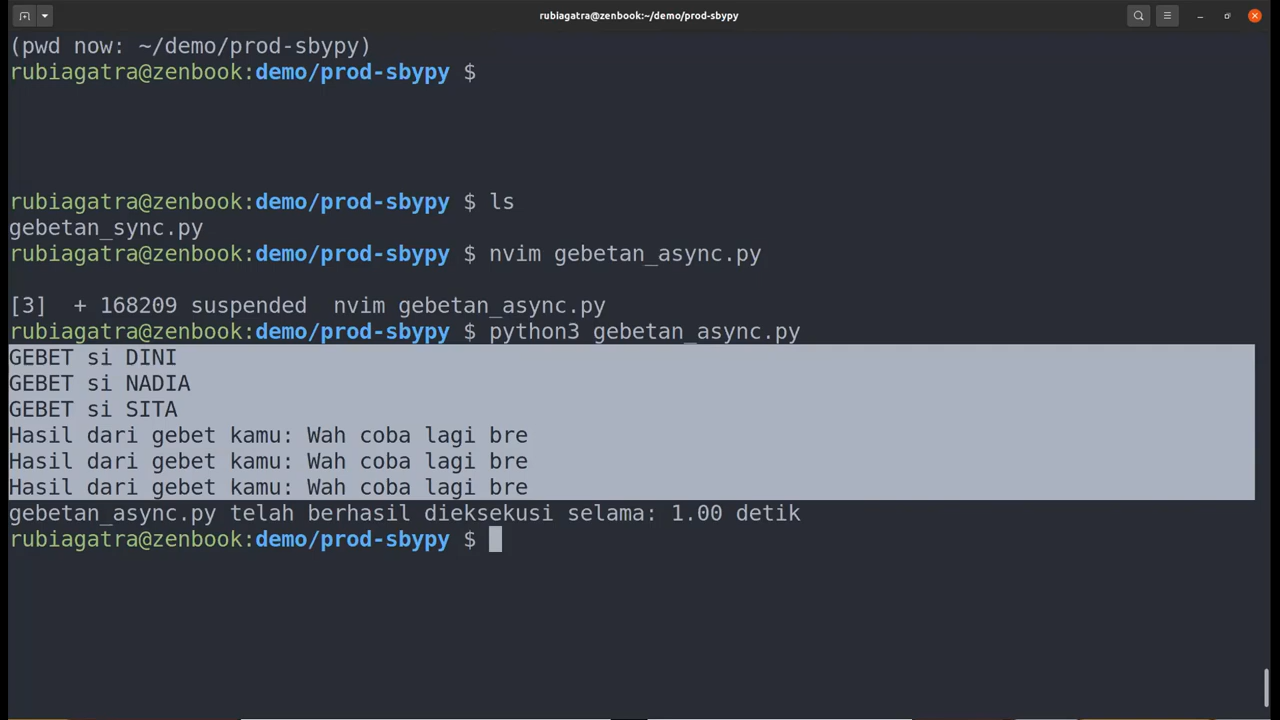 rubiagatra@zenbook:~/demo/prod-sbypy
(pwd now: ~/demo/prod-sbypy)
rubiagatra@zenbook:demo/prod-sbypy $
rubiagatra@zenbook:demo/prod-sbypy $ ls
gebetan_sync.py
rubiagatra@zenbook:demo/prod-sbypy $ nvim gebetan_async.py
[3]  + 168209 suspended  nvim gebetan_async.py
rubiagatra@zenbook:demo/prod-sbypy $ python3 gebetan_async.py
GEBET si DINI
GEBET si NADIA
GEBET si SITA
Hasil dari gebet kamu: Wah coba lagi bre
Hasil dari gebet kamu: Wah coba lagi bre
Hasil dari gebet kamu: Wah coba lagi bre
gebetan_async.py telah berhasil dieksekusi selama: 1.00 detik
rubiagatra@zenbook:demo/prod-sbypy $